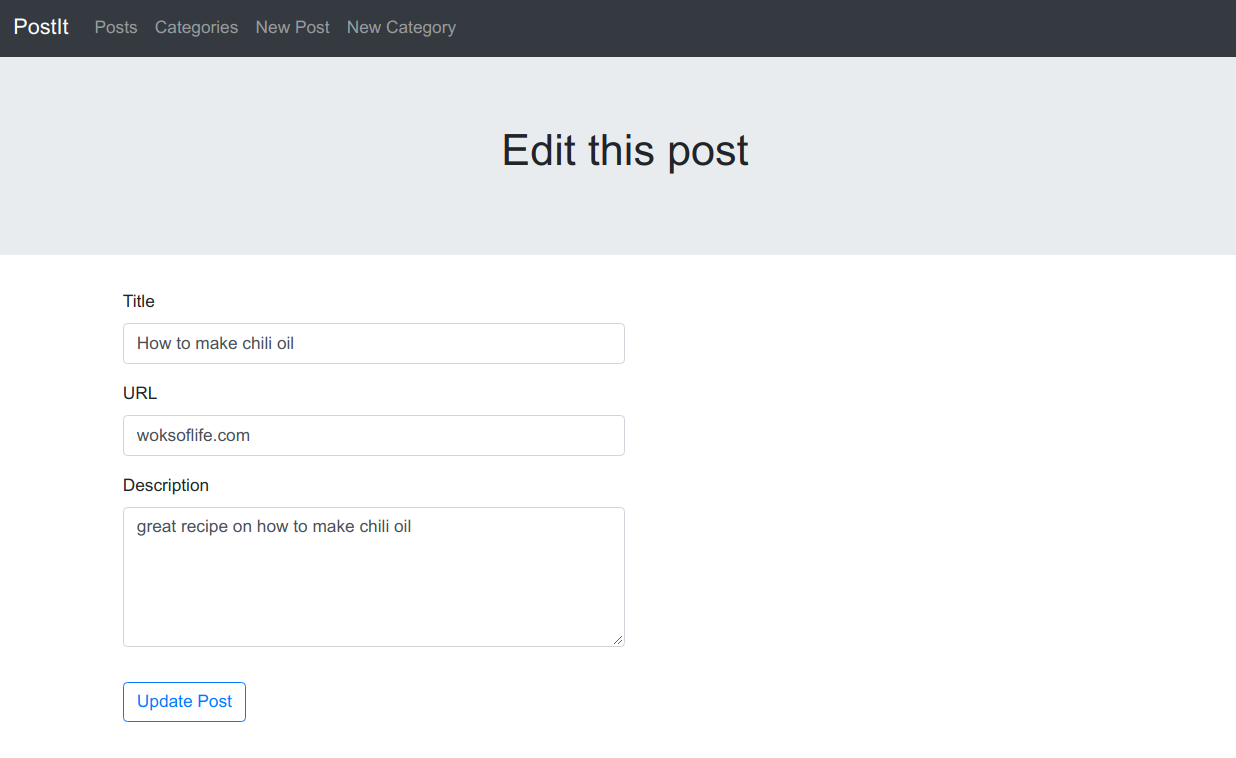 PostIt Posts Categories New Post New Category
Edit this post
Title
How to make chili oil
URL
woksoflife.com
Description
great recipe on how to make chili oil
Update Post